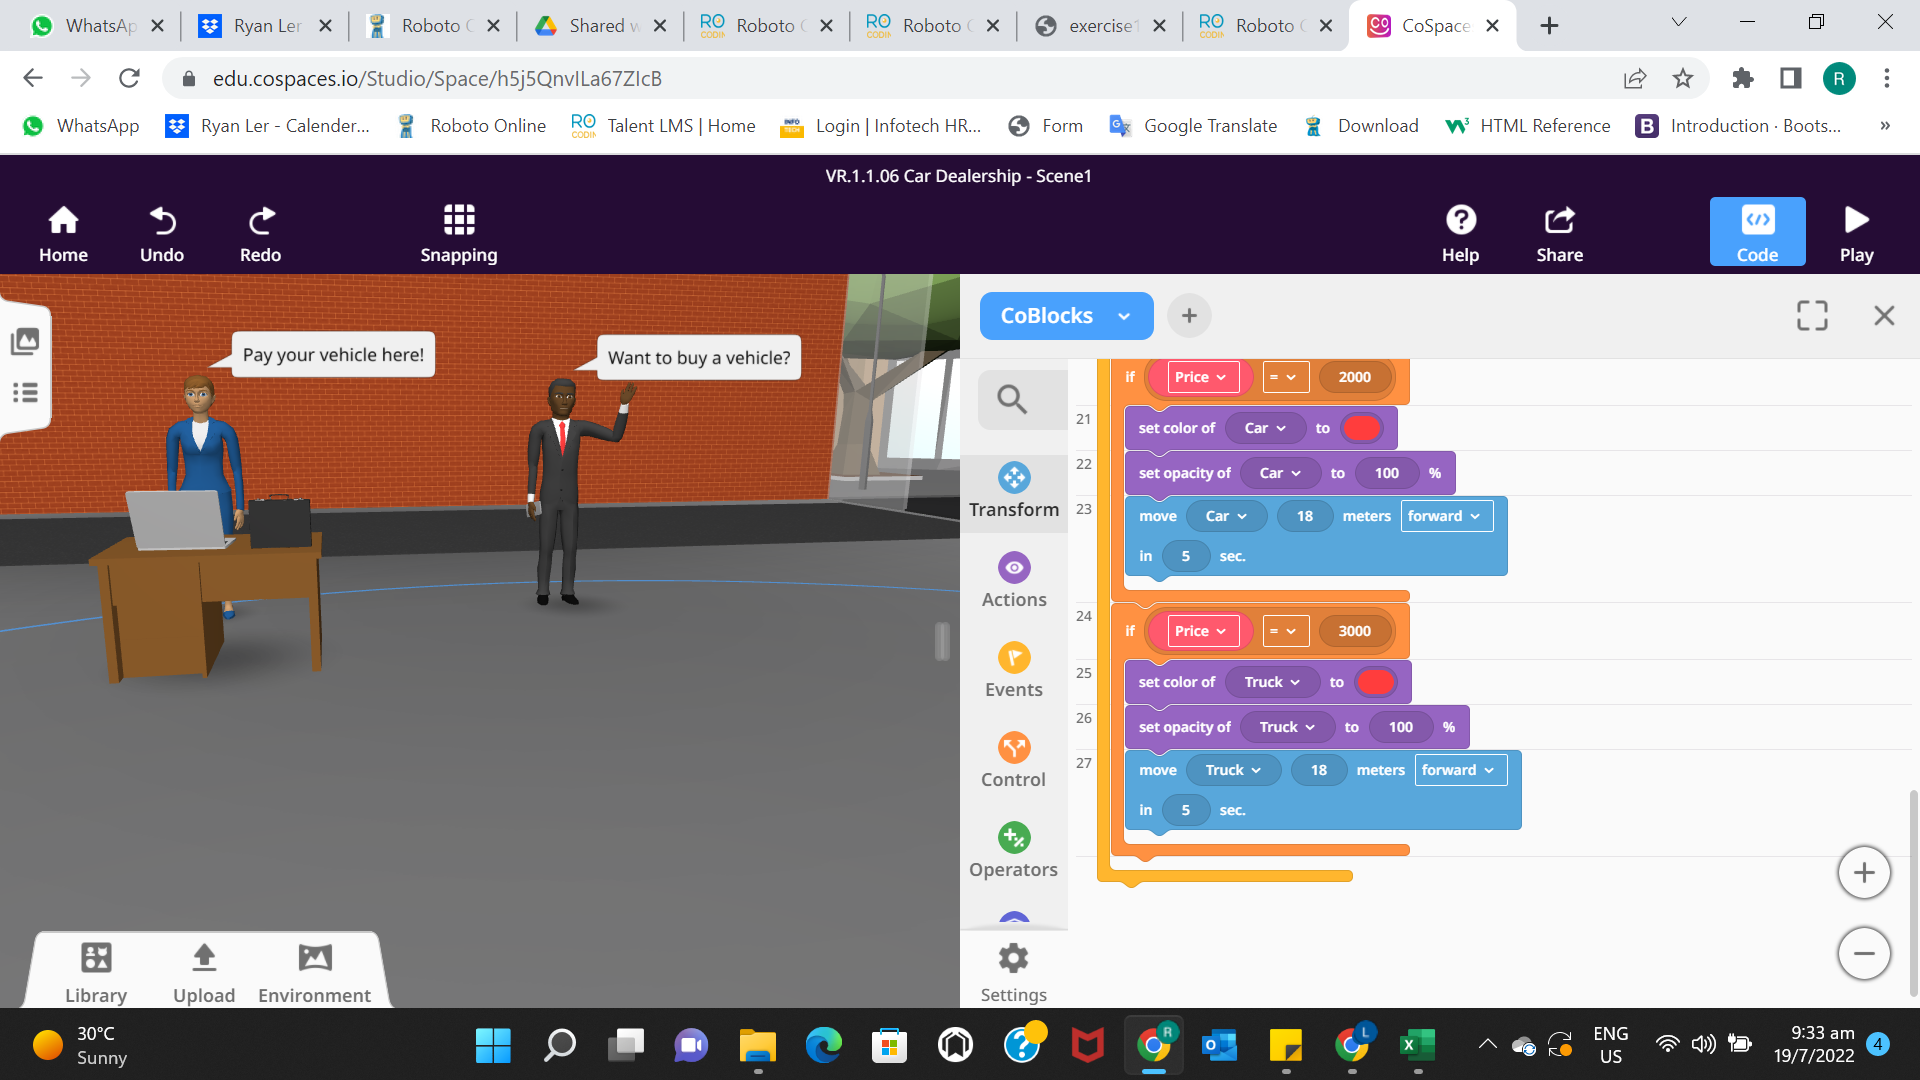 WhatsAp
Ryan Ler
Roboto C
Shared w
Roboto C
Roboto C
exercise1
Roboto C
CoSpaces
edu.cospaces.io/Studio/Space/h5j5QnvlLa67ZIcB
R
WhatsApp
Ryan Ler - Calender...
Roboto Online
Talent LMS | Home
Login | Infotech HR...
Form
Google Translate
Download
HTML Reference
B
Introduction · Boots...
»
VR.1.1.06 Car Dealership - Scene1
Home
Undo
Redo
Snapping
Help
Share
Code
Play
Pay your vehicle here!
Want to buy a vehicle?
Library
Upload
Environment
CoBlocks
Transform
Actions
Events
Control
Operators
Settings
if Price = 2000
21 set color of Car to
22 set opacity of Car to 100 %
23 move Car 18 meters forward
in 5 sec.
24 if Price = 3000
25 set color of Truck to
26 set opacity of Truck to 100 %
27 move Truck 18 meters forward
in 5 sec.
30°C
Sunny
R
L
ENG
US
9:33 am
19/7/2022
4